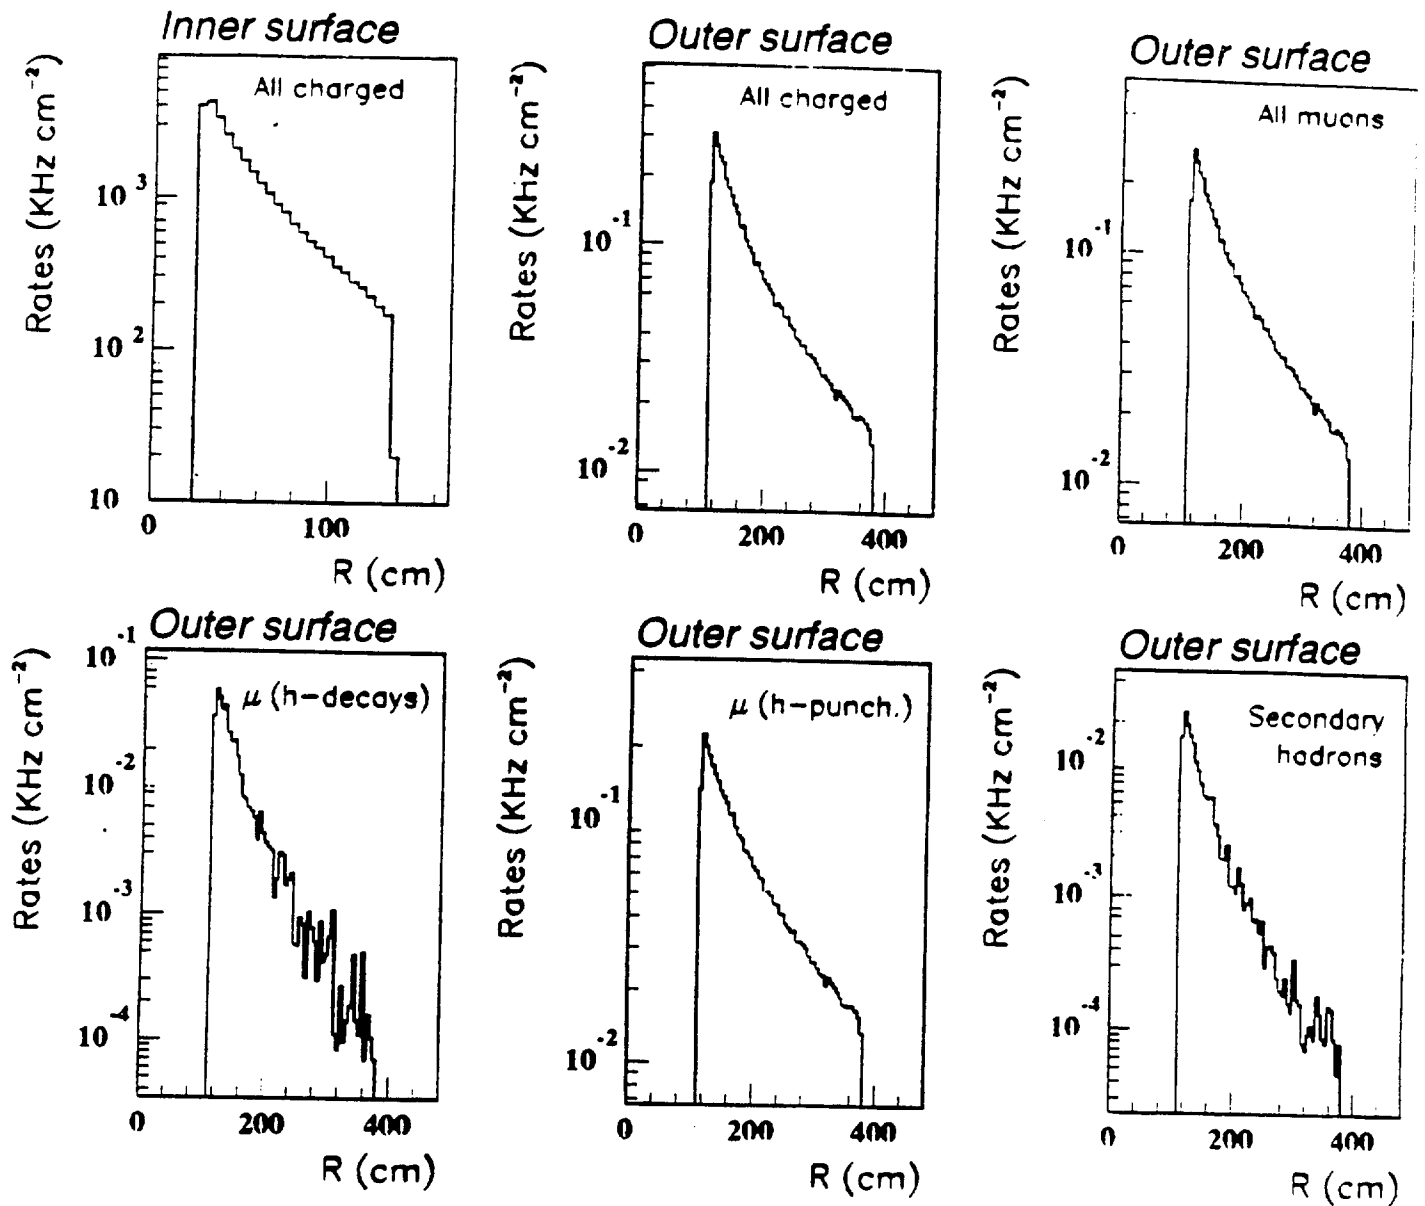 Inner surface
All charged
Rates (KHz cm⁻²)
10³
10²
10
0 100
R (cm)
Outer surface
All charged
Rates (KHz cm⁻²)
10⁻¹
10⁻²
0 200 400
R (cm)
Outer surface
All muons
Rates (KHz cm⁻²)
10⁻¹
10⁻²
0 200 400
R (cm)
Outer surface
μ (h-decays)
Rates (KHz cm⁻²)
10⁻¹
10⁻²
10⁻³
10⁻⁴
0 200 400
R (cm)
Outer surface
μ (h-punch.)
Rates (KHz cm⁻²)
10⁻¹
10⁻²
0 200 400
R (cm)
Outer surface
Secondary
hadrons
Rates (KHz cm⁻²)
10⁻²
10⁻³
10⁻⁴
0 200 400
R (cm)